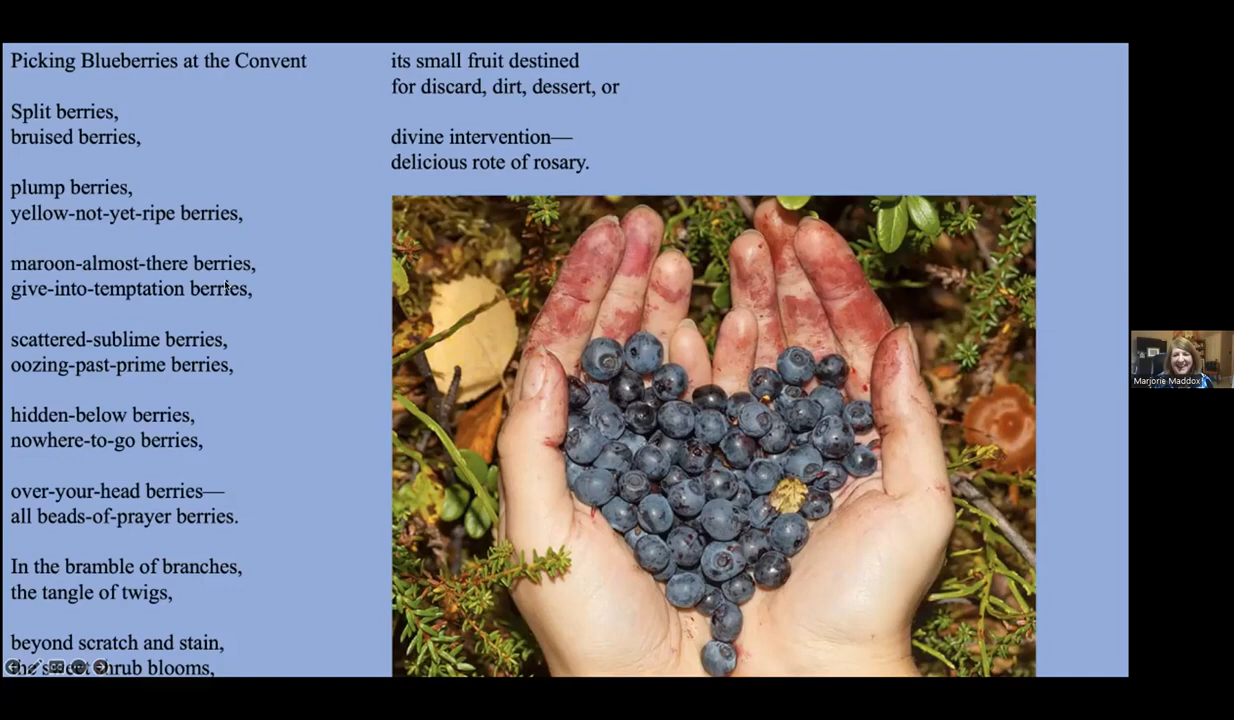 Picking Blueberries at the Convent
Split berries,
bruised berries,
plump berries,
yellow-not-yet-ripe berries,
maroon-almost-there berries,
give-into-temptation berries,
scattered-sublime berries,
oozing-past-prime berries,
hidden-below berries,
nowhere-to-go berries,
over-your-head berries—
all beads-of-prayer berries.
In the bramble of branches,
the tangle of twigs,
beyond scratch and stain,
the sweet shrub blooms,
its small fruit destined
for discard, dirt, dessert, or
divine intervention—
delicious rote of rosary.
Marjorie Maddox